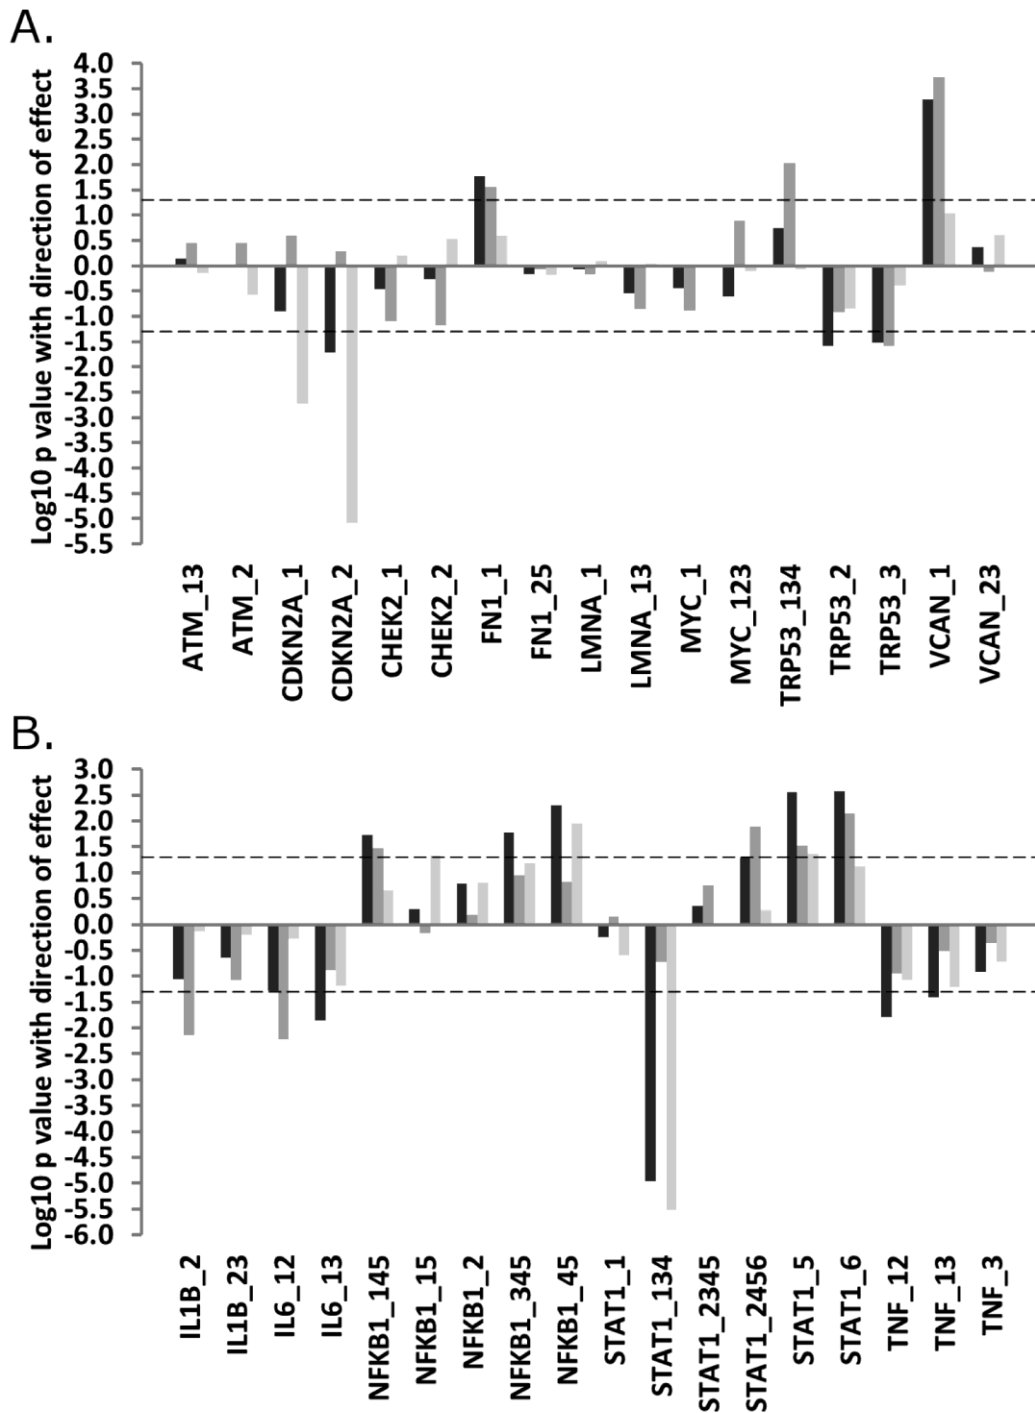 A.
Log10 p value with direction of effect
4.0
3.5
3.0
2.5
2.0
1.5
1.0
0.5
0.0
-0.5
-1.0
-1.5
-2.0
-2.5
-3.0
-3.5
-4.0
-4.5
-5.0
-5.5
ATM_13
ATM_2
CDKN2A_1
CDKN2A_2
CHEK2_1
CHEK2_2
FN1_1
FN1_25
LMNA_1
LMNA_13
MYC_1
MYC_123
TRP53_134
TRP53_2
TRP53_3
VCAN_1
VCAN_23
B.
Log10 p value with direction of effect
3.0
2.5
2.0
1.5
1.0
0.5
0.0
-0.5
-1.0
-1.5
-2.0
-2.5
-3.0
-3.5
-4.0
-4.5
-5.0
-5.5
-6.0
IL1B_2
IL1B_23
IL6_12
IL6_13
NFKB1_145
NFKB1_15
NFKB1_2
NFKB1_345
NFKB1_45
STAT1_1
STAT1_134
STAT1_2345
STAT1_2456
STAT1_5
STAT1_6
TNF_12
TNF_13
TNF_3